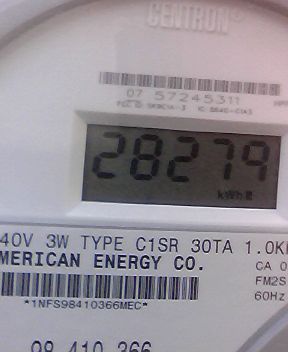 CENTRON®
07 57245311
28279
kWh
40V 3W TYPE C1SR 30TA 1.0K
MERICAN ENERGY CO.
CA 0
FM2S
60Hz
*1NFS98410366MEC*
98 410 366